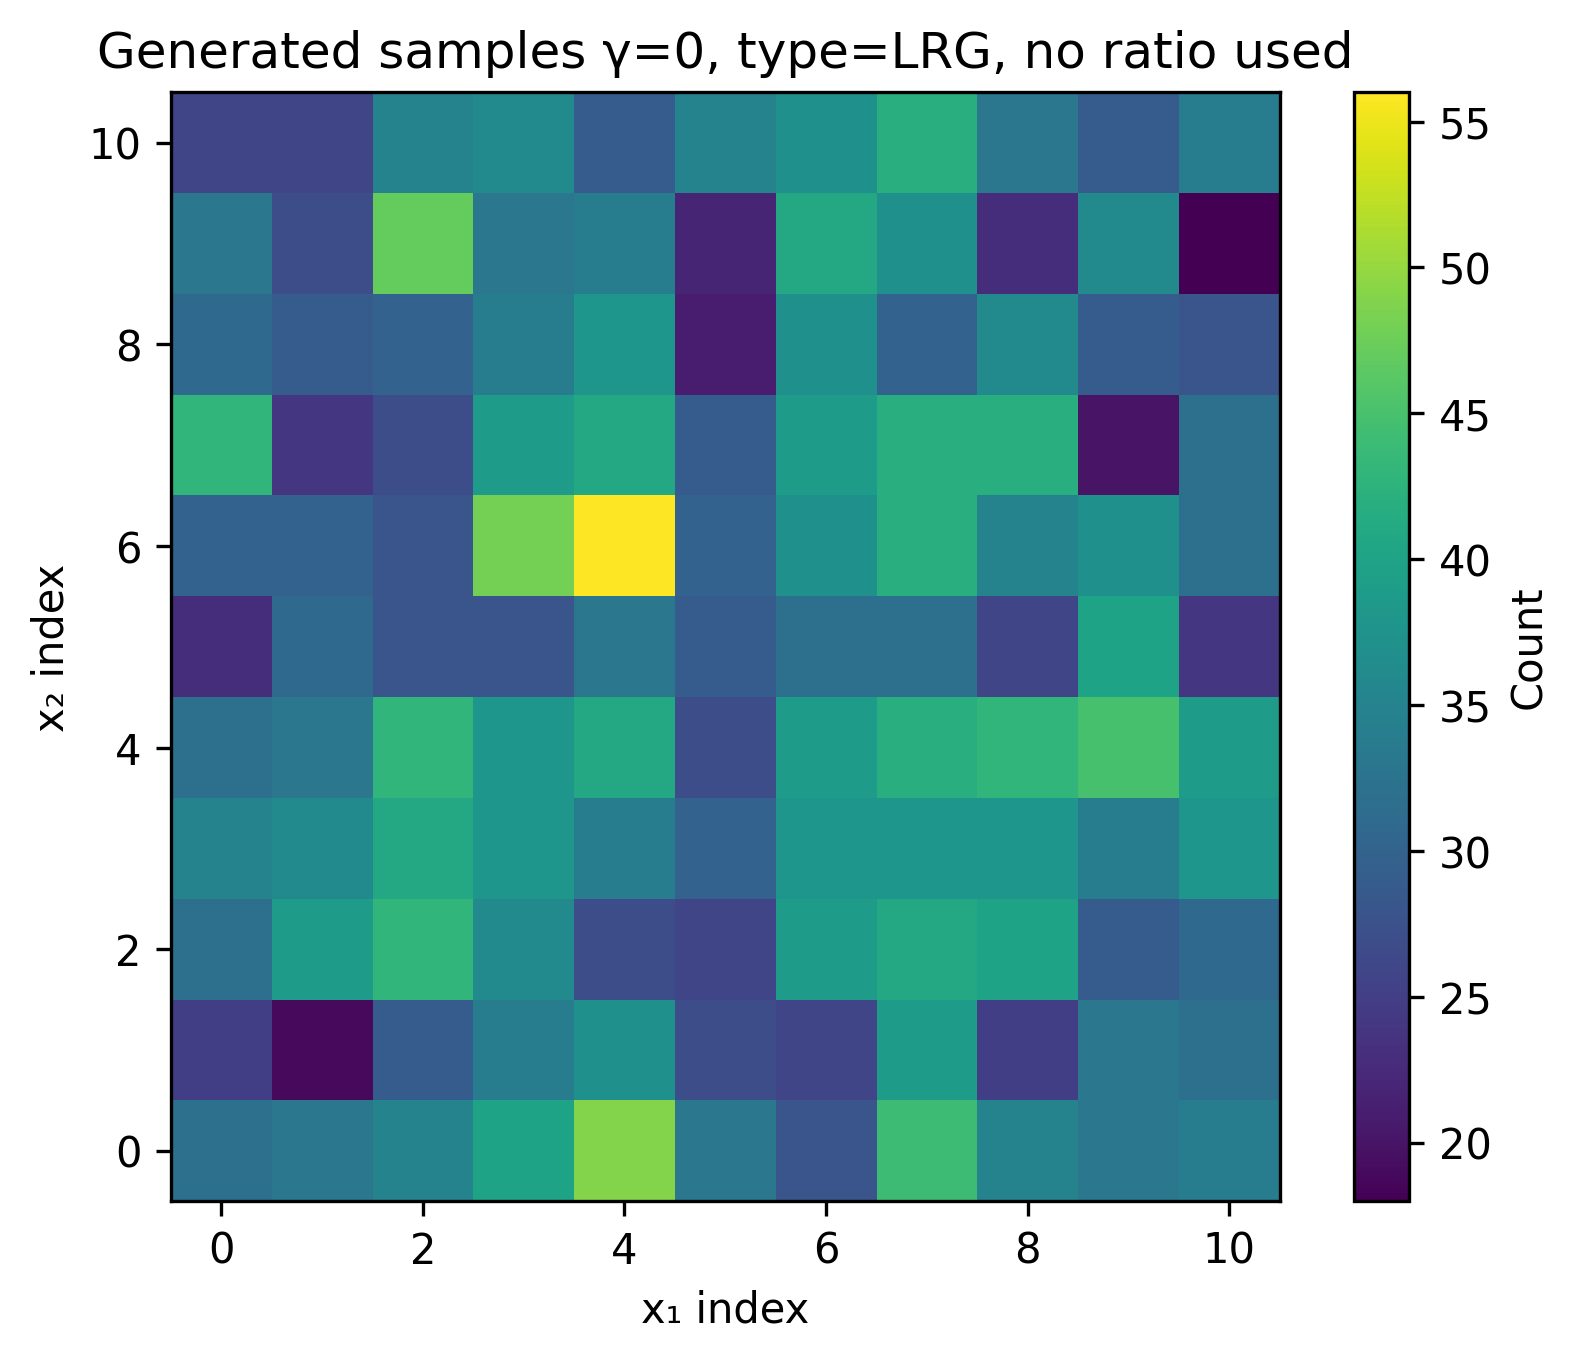 Generated samples γ=0, type=LRG, no ratio used
10
8
6
4
2
0
x₂ index
0 2 4 6 8 10
x₁ index
55
50
45
40
35
30
25
20
Count